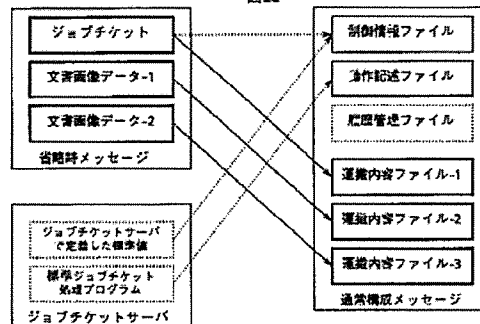 ジョブチケット
文書画像データ-1
文書画像データ-2
省略時メッセージ
ジョブチケットサーバ
で定義した標準値
標準ジョブチケット
処理プログラム
ジョブチケットサーバ
制御情報ファイル
動作記述ファイル
履歴管理ファイル
運搬内容ファイル-1
運搬内容ファイル-2
運搬内容ファイル-3
通常構成メッセージ